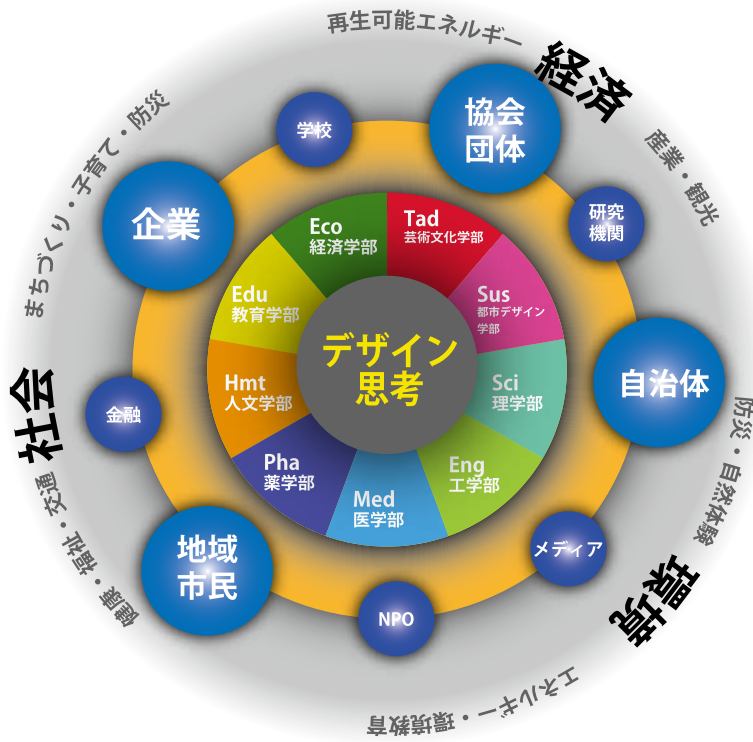 再生可能エネルギー
経済
産業・観光
まちづくり・子育て・防災
社会
健康・福祉・交通
防災・自然体験
環境
エネルギー・環境教育
協会
団体
学校
企業
研究
機関
自治体
金融
地域
市民
NPO
メディア
Eco
経済学部
Tad
芸術文化学部
Sus
都市デザイン
学部
Edu
教育学部
Hmt
人文学部
Sci
理学部
Pha
薬学部
Med
医学部
Eng
工学部
デザイン
思考